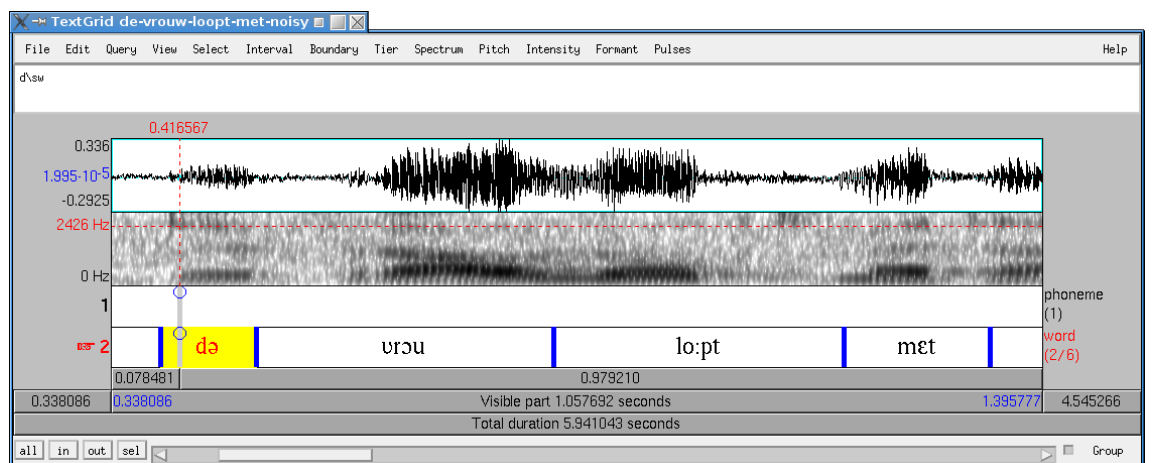 TextGrid de-vrouw-loopt-met-noisy
File Edit Query View Select Interval Boundary Tier Spectrum Pitch Intensity Formant Pulses Help
d\sw
0.416567
0.336
1.995·10-5
-0.2925
2426 Hz
0 Hz
1
phoneme
(1)
2 də ʋrɔu lo:pt mɛt word
(2/6)
0.078481 0.979210
0.338086 0.338086 Visible part 1.057692 seconds 1.395777 4.545266
Total duration 5.941043 seconds
all in out sel Group